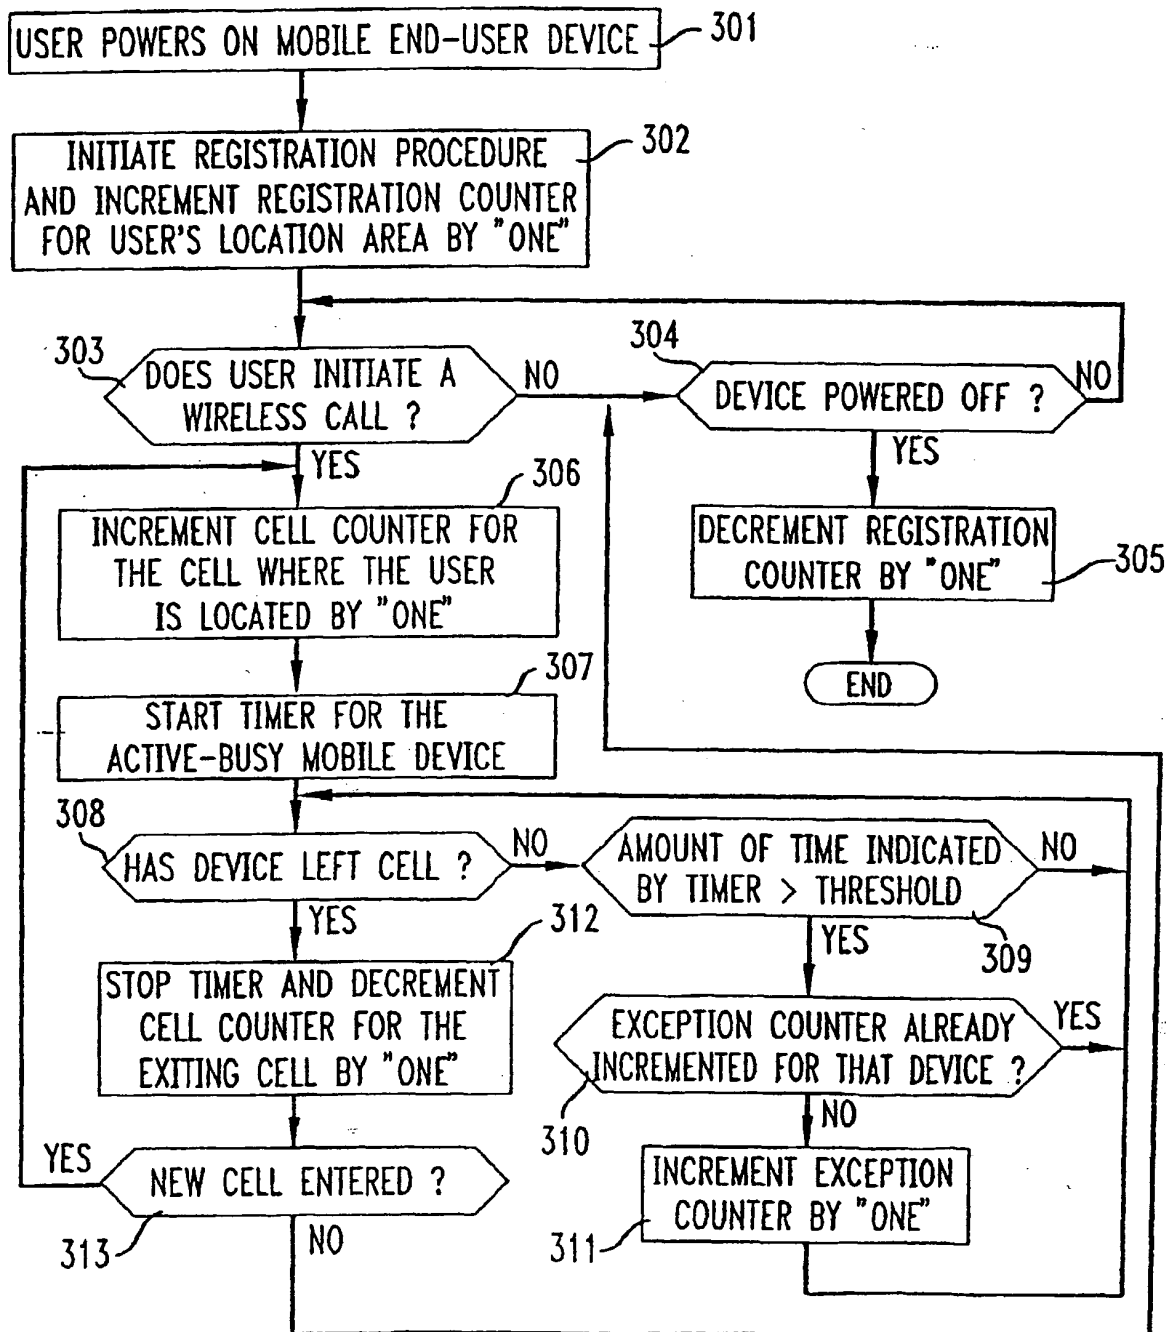 USER POWERS ON MOBILE END-USER DEVICE
301
INITIATE REGISTRATION PROCEDURE
AND INCREMENT REGISTRATION COUNTER
FOR USER'S LOCATION AREA BY "ONE"
302
303
DOES USER INITIATE A
WIRELESS CALL ?
NO
YES
304
DEVICE POWERED OFF ?
NO
YES
DECREMENT REGISTRATION
COUNTER BY "ONE"
305
END
306
INCREMENT CELL COUNTER FOR
THE CELL WHERE THE USER
IS LOCATED BY "ONE"
307
START TIMER FOR THE
ACTIVE-BUSY MOBILE DEVICE
308
HAS DEVICE LEFT CELL ?
NO
YES
AMOUNT OF TIME INDICATED
BY TIMER > THRESHOLD
NO
YES
309
312
STOP TIMER AND DECREMENT
CELL COUNTER FOR THE
EXITING CELL BY "ONE"
EXCEPTION COUNTER ALREADY
INCREMENTED FOR THAT DEVICE ?
YES
NO
310
INCREMENT EXCEPTION
COUNTER BY "ONE"
311
YES
NEW CELL ENTERED ?
313
NO